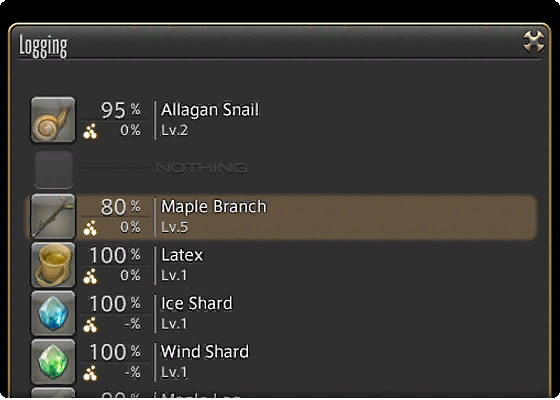 Logging
95 % Allagan Snail
0% Lv.2
NOTHING
80 % Maple Branch
0% Lv.5
100 % Latex
0% Lv.1
100 % Ice Shard
-% Lv.1
100 % Wind Shard
-% Lv.1